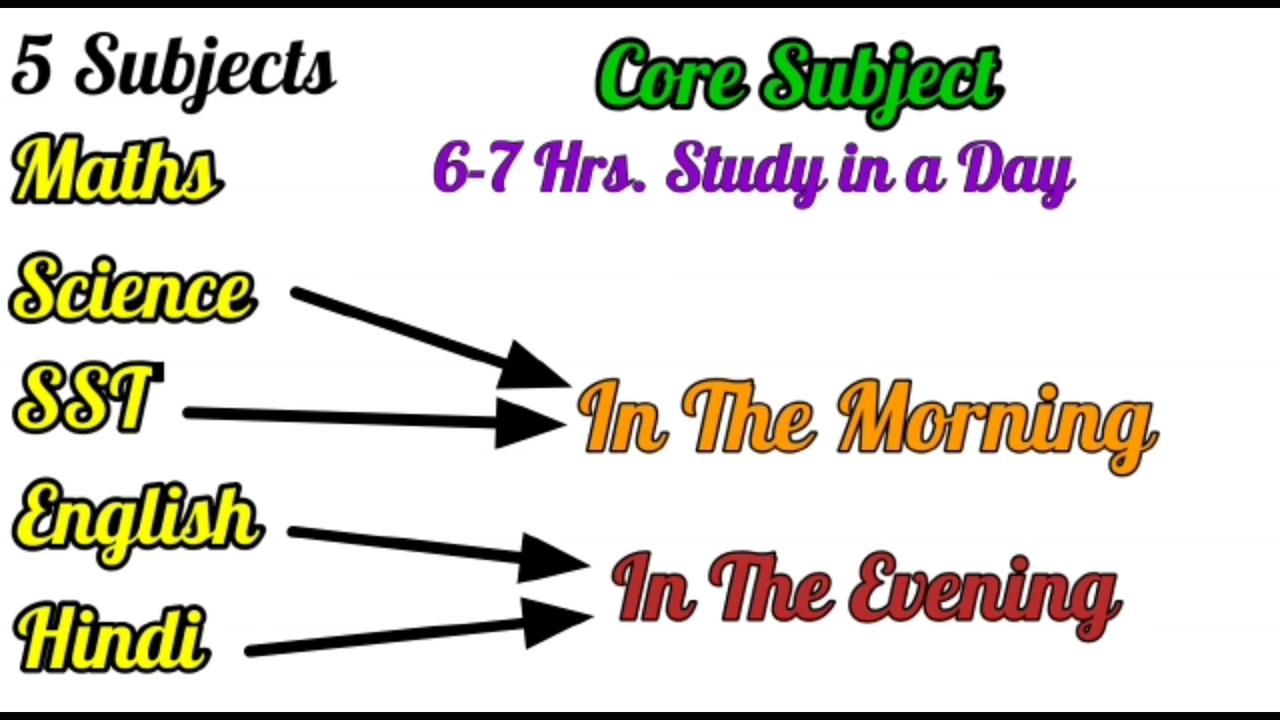 5 Subjects
Core Subject
Maths
6-7 Hrs. Study in a Day
Science
SST
In The Morning
English
In The Evening
Hindi